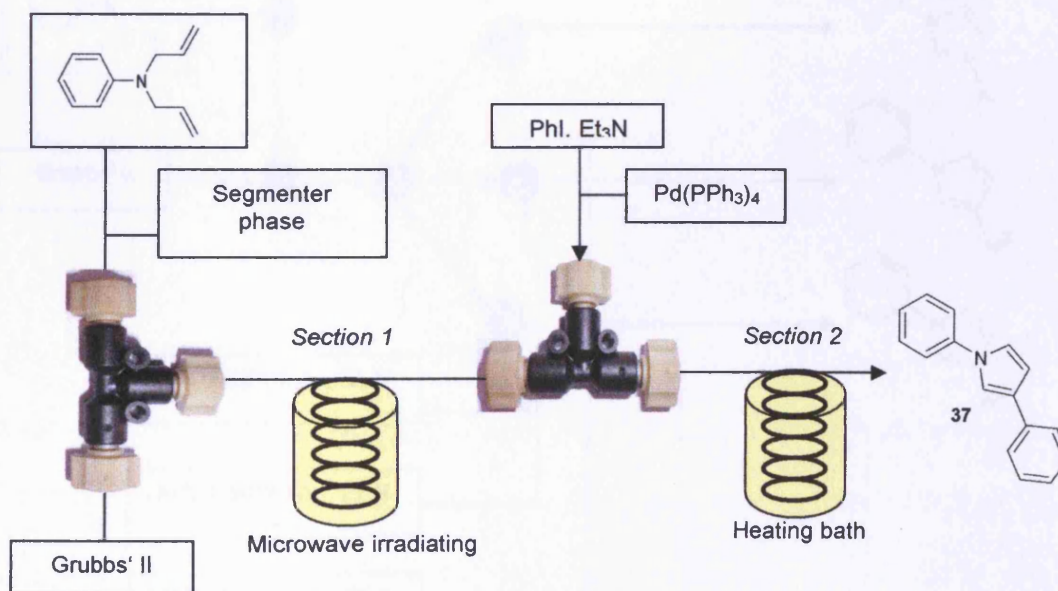 N
PhI. Et₃N
Segmenter
phase
Pd(PPh₃)₄
Section 1
Section 2
N
37
Microwave irradiating
Heating bath
Grubbs' II